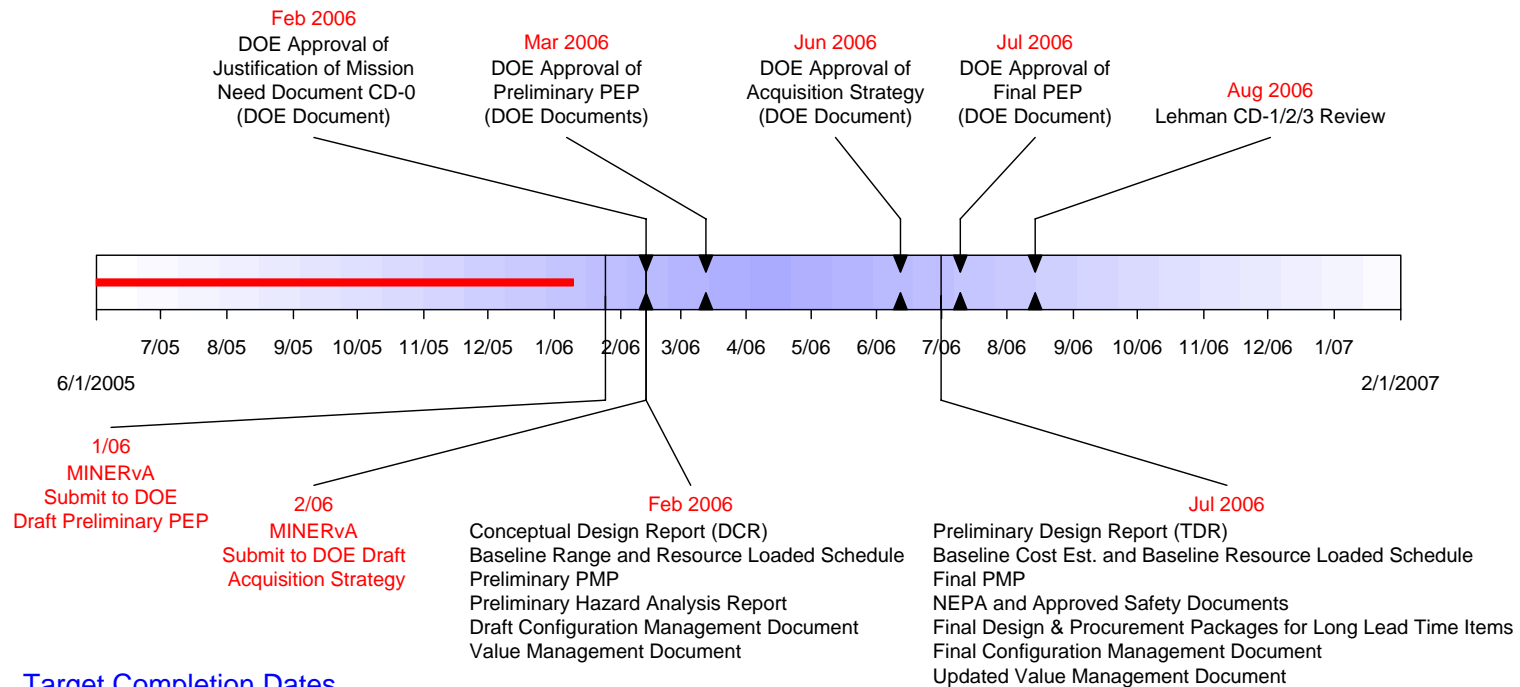 Feb 2006
DOE Approval of
Justification of Mission
Need Document CD-0
(DOE Document)
Mar 2006
DOE Approval of
Preliminary PEP
(DOE Documents)
Jun 2006
DOE Approval of
Acquisition Strategy
(DOE Document)
Jul 2006
DOE Approval of
Final PEP
(DOE Document)
Aug 2006
Lehman CD-1/2/3 Review
7/05 8/05 9/05 10/05 11/05 12/05 1/06 2/06 3/06 4/06 5/06 6/06 7/06 8/06 9/06 10/06 11/06 12/06 1/07
6/1/2005 2/1/2007
1/06
MINERvA
Submit to DOE
Draft Preliminary PEP
2/06
MINERvA
Submit to DOE Draft
Acquisition Strategy
Feb 2006
Conceptual Design Report (DCR)
Baseline Range and Resource Loaded Schedule
Preliminary PMP
Preliminary Hazard Analysis Report
Draft Configuration Management Document
Value Management Document
Jul 2006
Preliminary Design Report (TDR)
Baseline Cost Est. and Baseline Resource Loaded Schedule
Final PMP
NEPA and Approved Safety Documents
Final Design & Procurement Packages for Long Lead Time Items
Final Configuration Management Document
Updated Value Management Document
Target Completion Dates